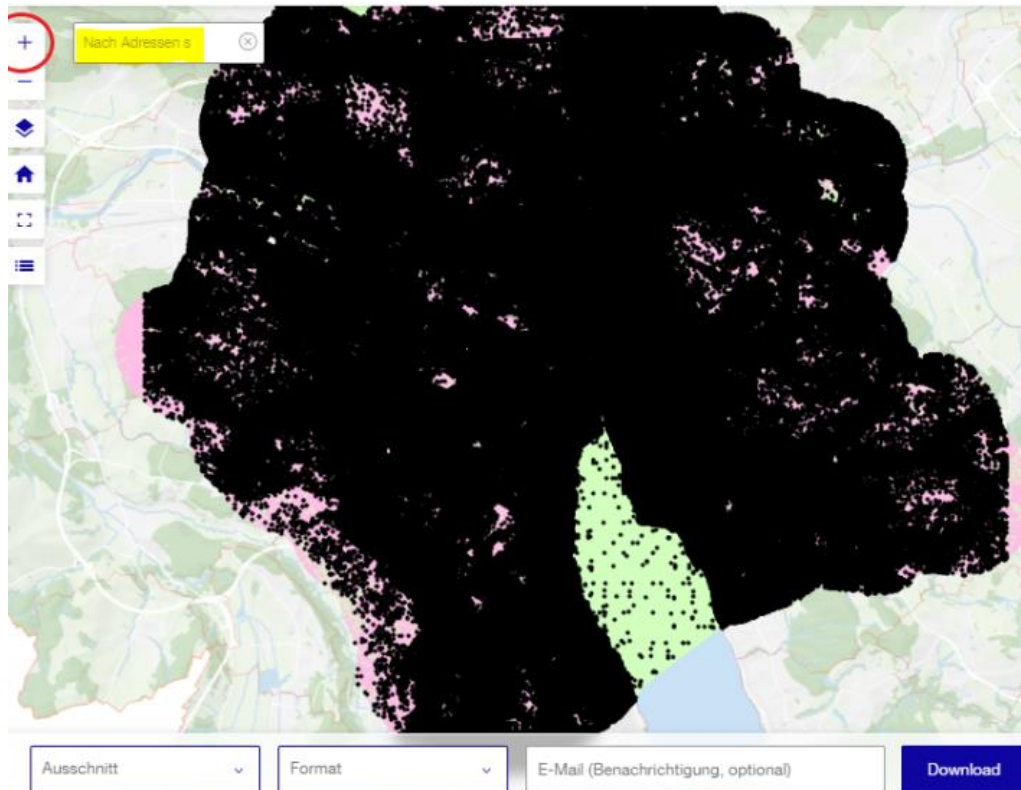 Nach Adressen s
Ausschnitt
Format
E-Mail (Benachrichtigung, optional)
Download